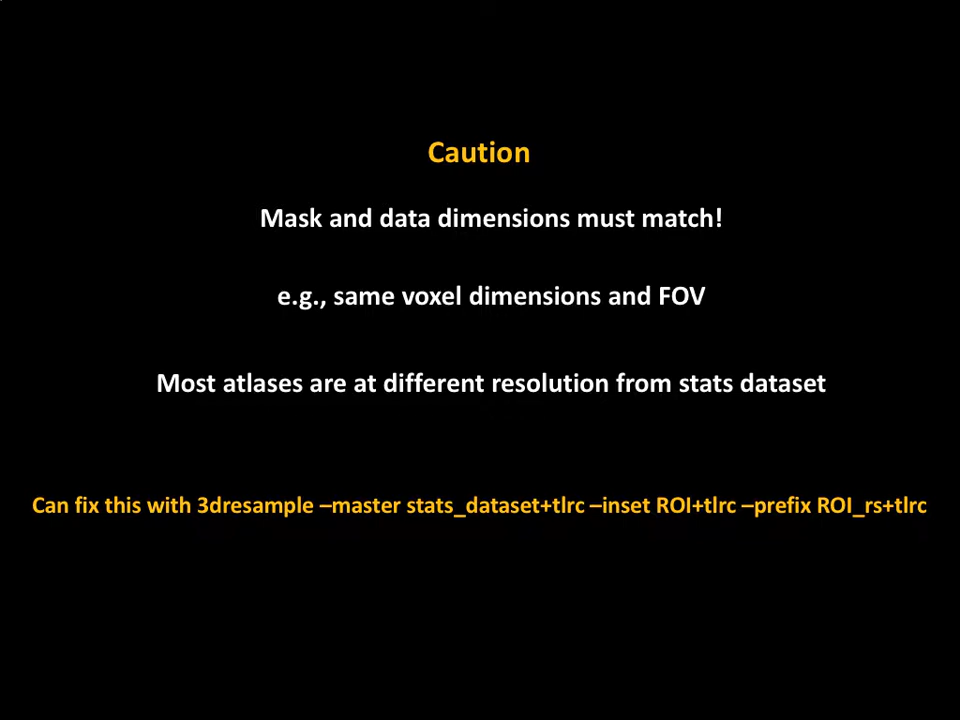 Caution
Mask and data dimensions must match!
e.g., same voxel dimensions and FOV
Most atlases are at different resolution from stats dataset
Can fix this with 3dresample –master stats_dataset+tlrc –inset ROI+tlrc –prefix ROI_rs+tlrc